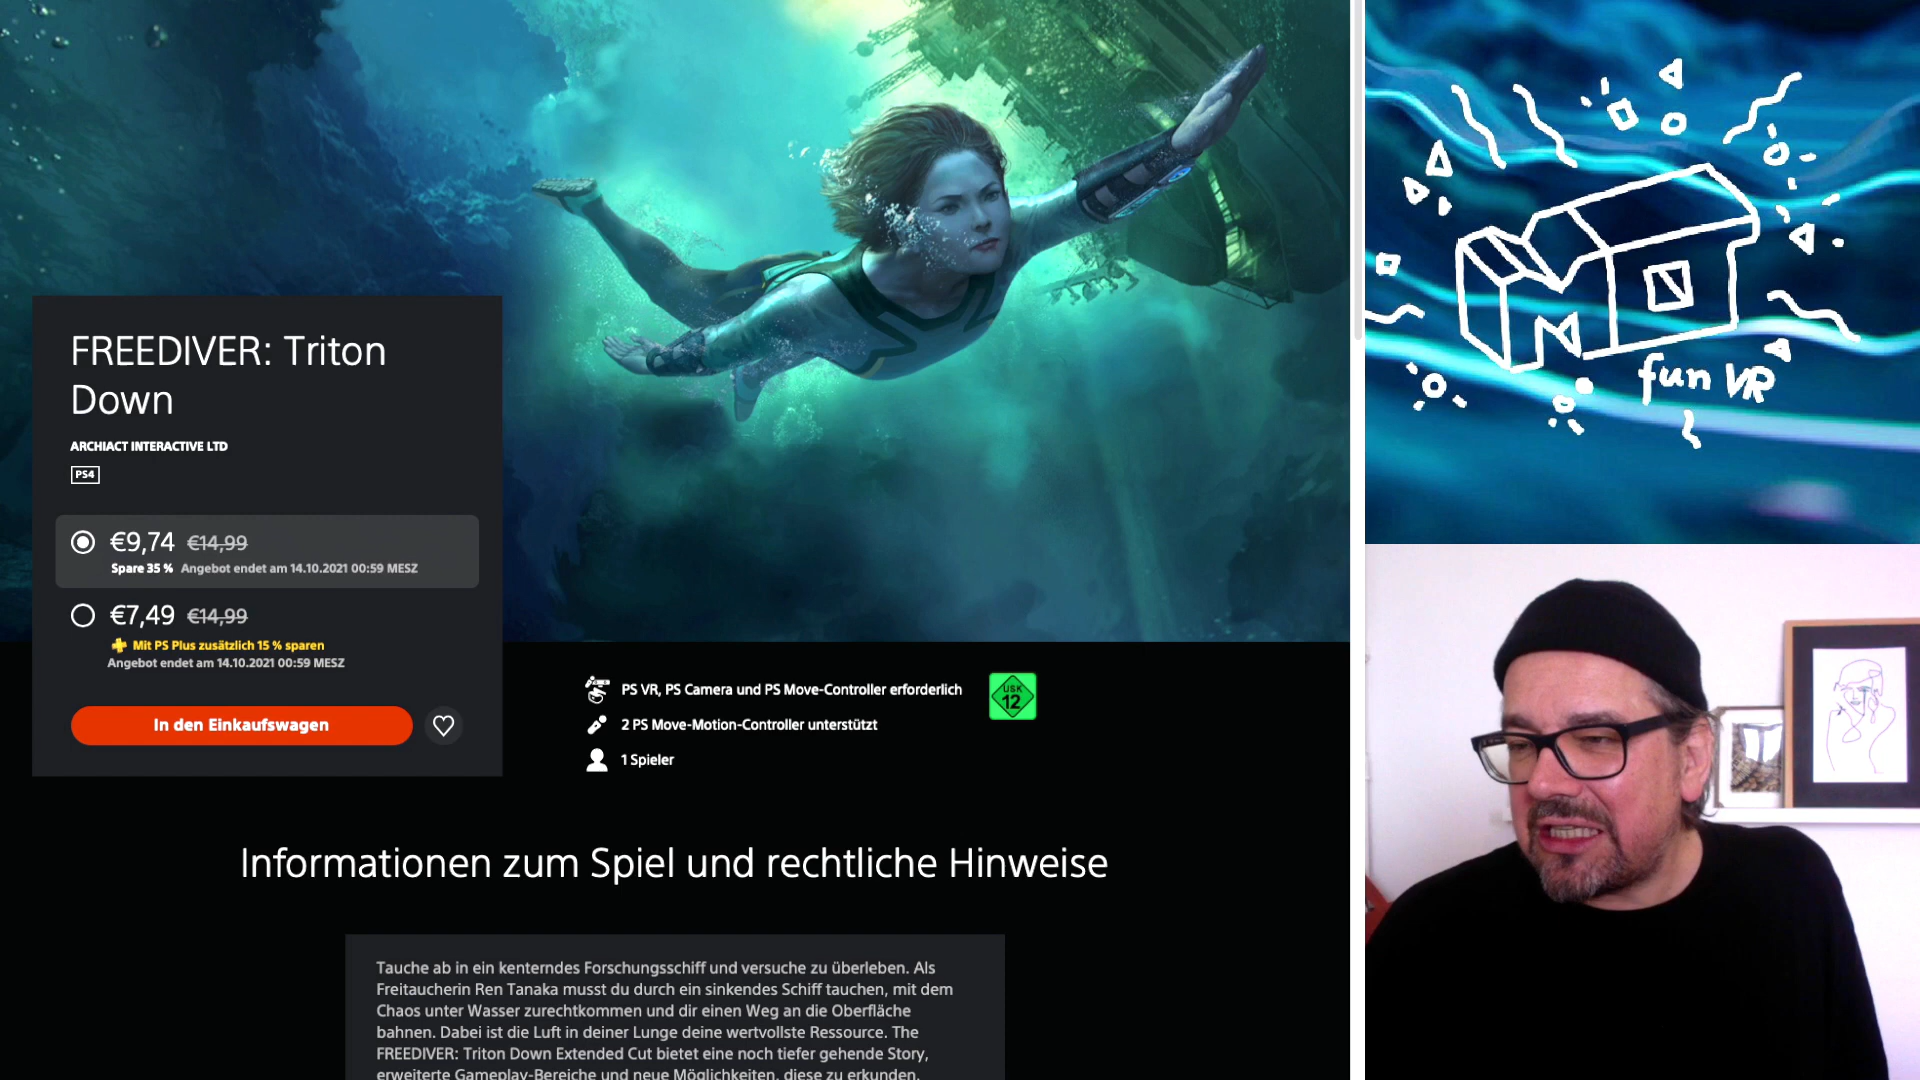 FREEDIVER: Triton
Down
ARCHIACT INTERACTIVE LTD
PS4
€9,74 €14,99
Spare 35 % Angebot endet am 14.10.2021 00:59 MESZ
€7,49 €14,99
Mit PS Plus zusätzlich 15 % sparen
Angebot endet am 14.10.2021 00:59 MESZ
In den Einkaufswagen
PS VR, PS Camera und PS Move-Controller erforderlich
2 PS Move-Motion-Controller unterstützt
1 Spieler
USK
12
Informationen zum Spiel und rechtliche Hinweise
Tauche ab in ein kenterndes Forschungsschiff und versuche zu überleben. Als
Freitaucherin Ren Tanaka musst du durch ein sinkendes Schiff tauchen, mit dem
Chaos unter Wasser zurechtkommen und dir einen Weg an die Oberfläche
bahnen. Dabei ist die Luft in deiner Lunge deine wertvollste Ressource. The
FREEDIVER: Triton Down Extended Cut bietet eine noch tiefer gehende Story,
erweiterte Gameplay-Bereiche und neue Möglichkeiten, diese zu erkunden.
fun VR